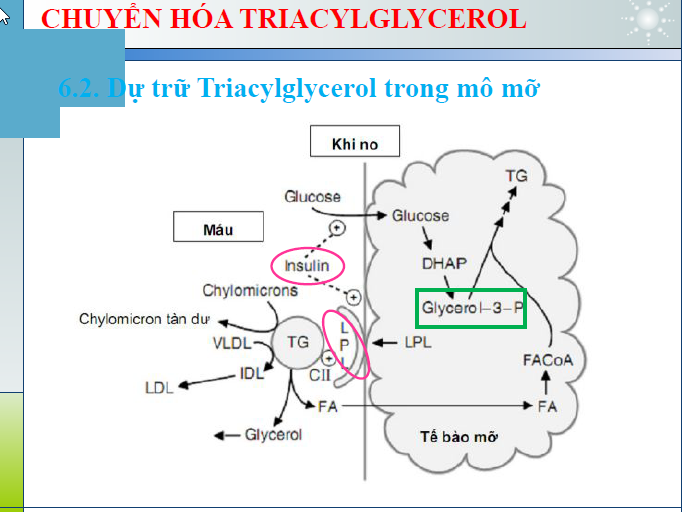 CHUYỂN HÓA TRIACYLGLYCEROL
6.2. Dự trữ Triacylglycerol trong mô mỡ
Khi no
Máu
Glucose
+
Insulin
+
Chylomicrons
Chylomicron tàn dư
VLDL
TG
LPL
+
CII
IDL
LDL
FA
Glycerol
TG
Glucose
DHAP
Glycerol-3-P
LPL
FACoA
FA
Tế bào mỡ